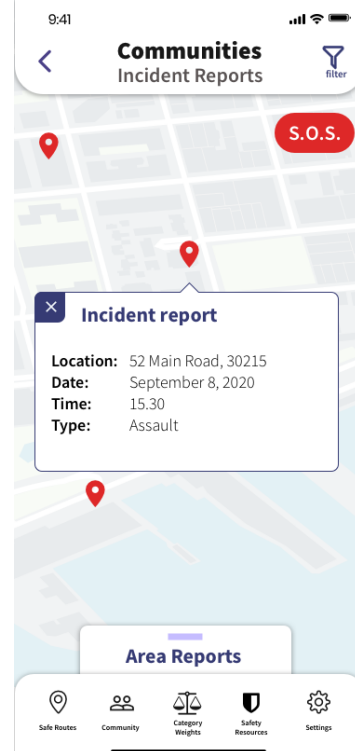 9:41
Communities
Incident Reports
filter
S.O.S.
Incident report
Location: 52 Main Road, 30215
Date: September 8, 2020
Time: 15.30
Type: Assault
Area Reports
Safe Routes
Community
Category
Weights
Safety
Resources
Settings